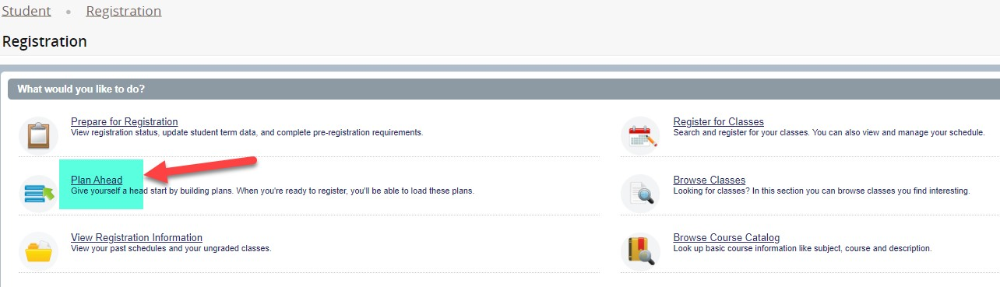 Student • Registration
Registration
What would you like to do?
Prepare for Registration
View registration status, update student term data, and complete pre-registration requirements.
Register for Classes
Search and register for your classes. You can also view and manage your schedule.
Plan Ahead
Give yourself a head start by building plans. When you're ready to register, you'll be able to load these plans.
Browse Classes
Looking for classes? In this section you can browse classes you find interesting.
View Registration Information
View your past schedules and your ungraded classes.
Browse Course Catalog
Look up basic course information like subject, course and description.